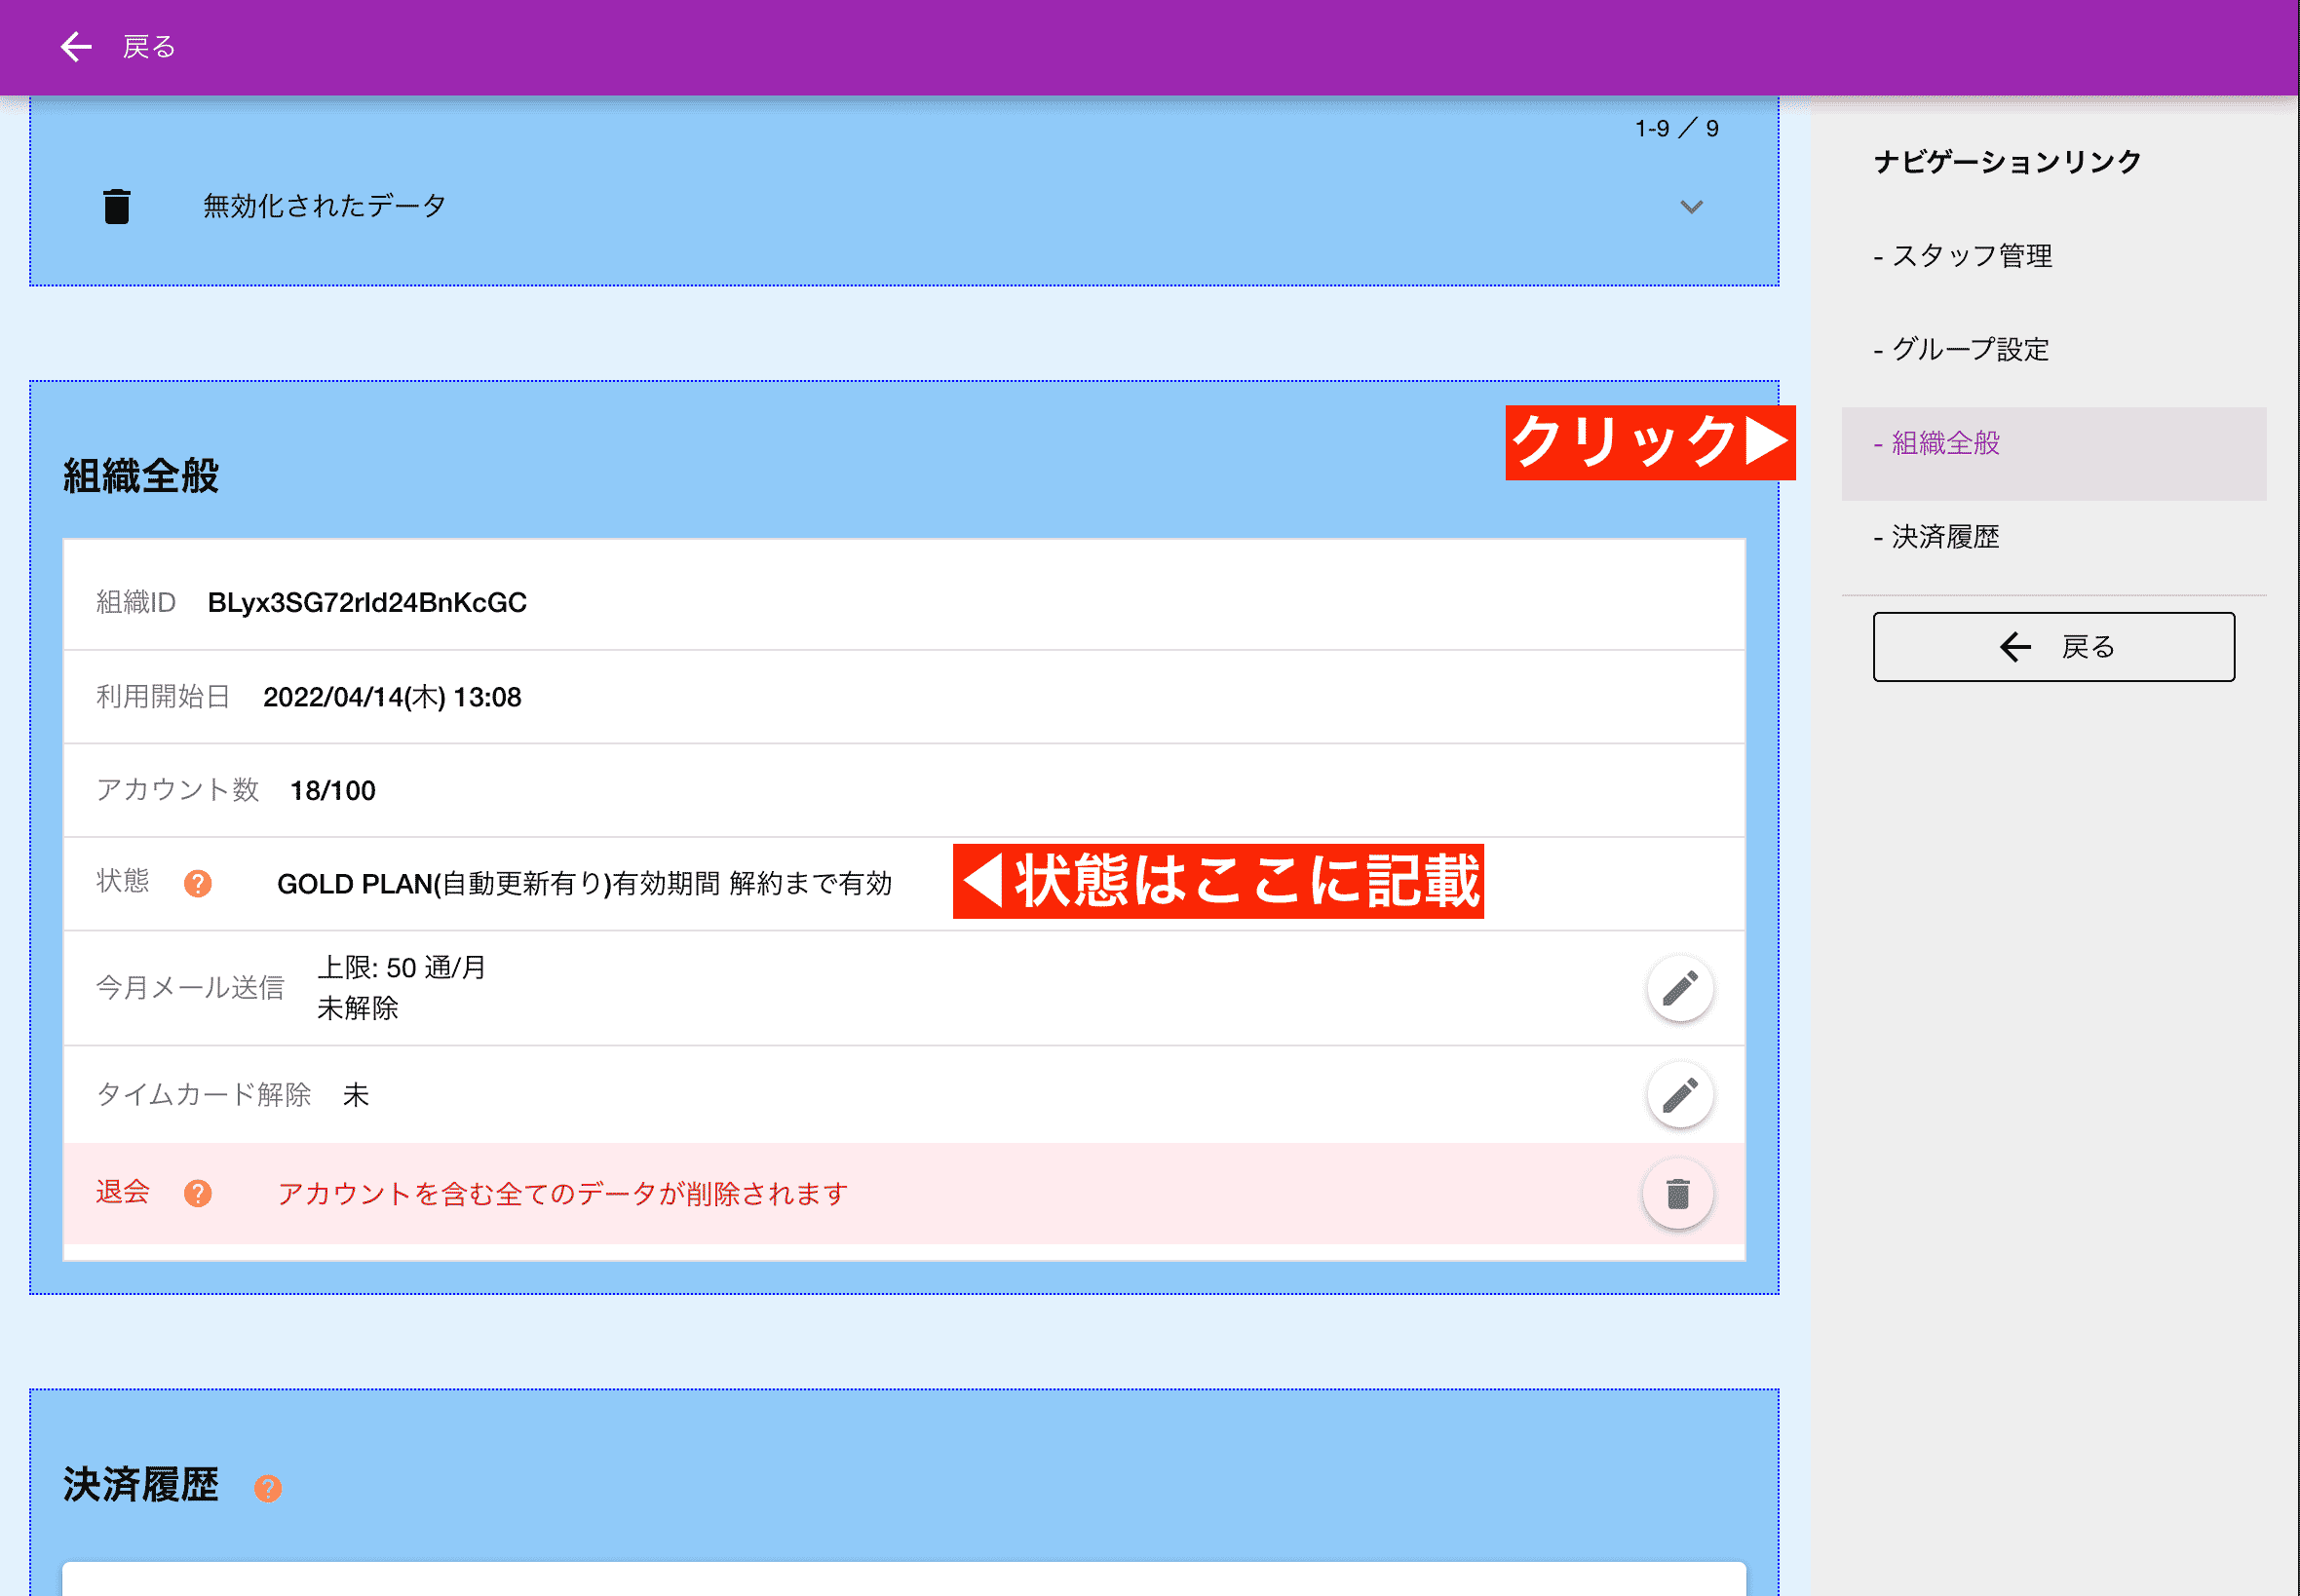 戻る
1-9 ／ 9
無効化されたデータ
組織全般
クリック▶
組織ID BLyx3SG72rId24BnKcGC
利用開始日 2022/04/14(木) 13:08
アカウント数 18/100
状態 ? GOLD PLAN(自動更新有り)有効期間 解約まで有効
◀状態はここに記載
今月メール送信 上限: 50 通/月
未解除
タイムカード解除 未
退会 ? アカウントを含む全てのデータが削除されます
決済履歴 ?
ナビゲーションリンク
- スタッフ管理
- グループ設定
- 組織全般
- 決済履歴
戻る